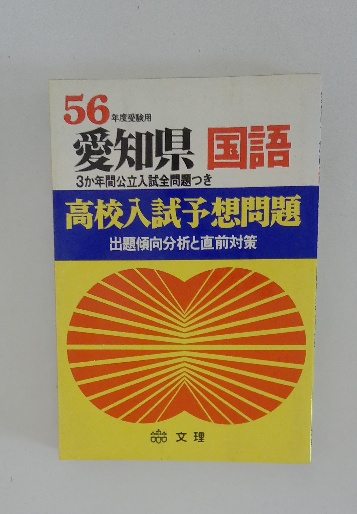 56年度受験用
愛知県 国語
3か年間公立入試全問題つき
高校入試予想問題
出題傾向分析と直前対策
文理